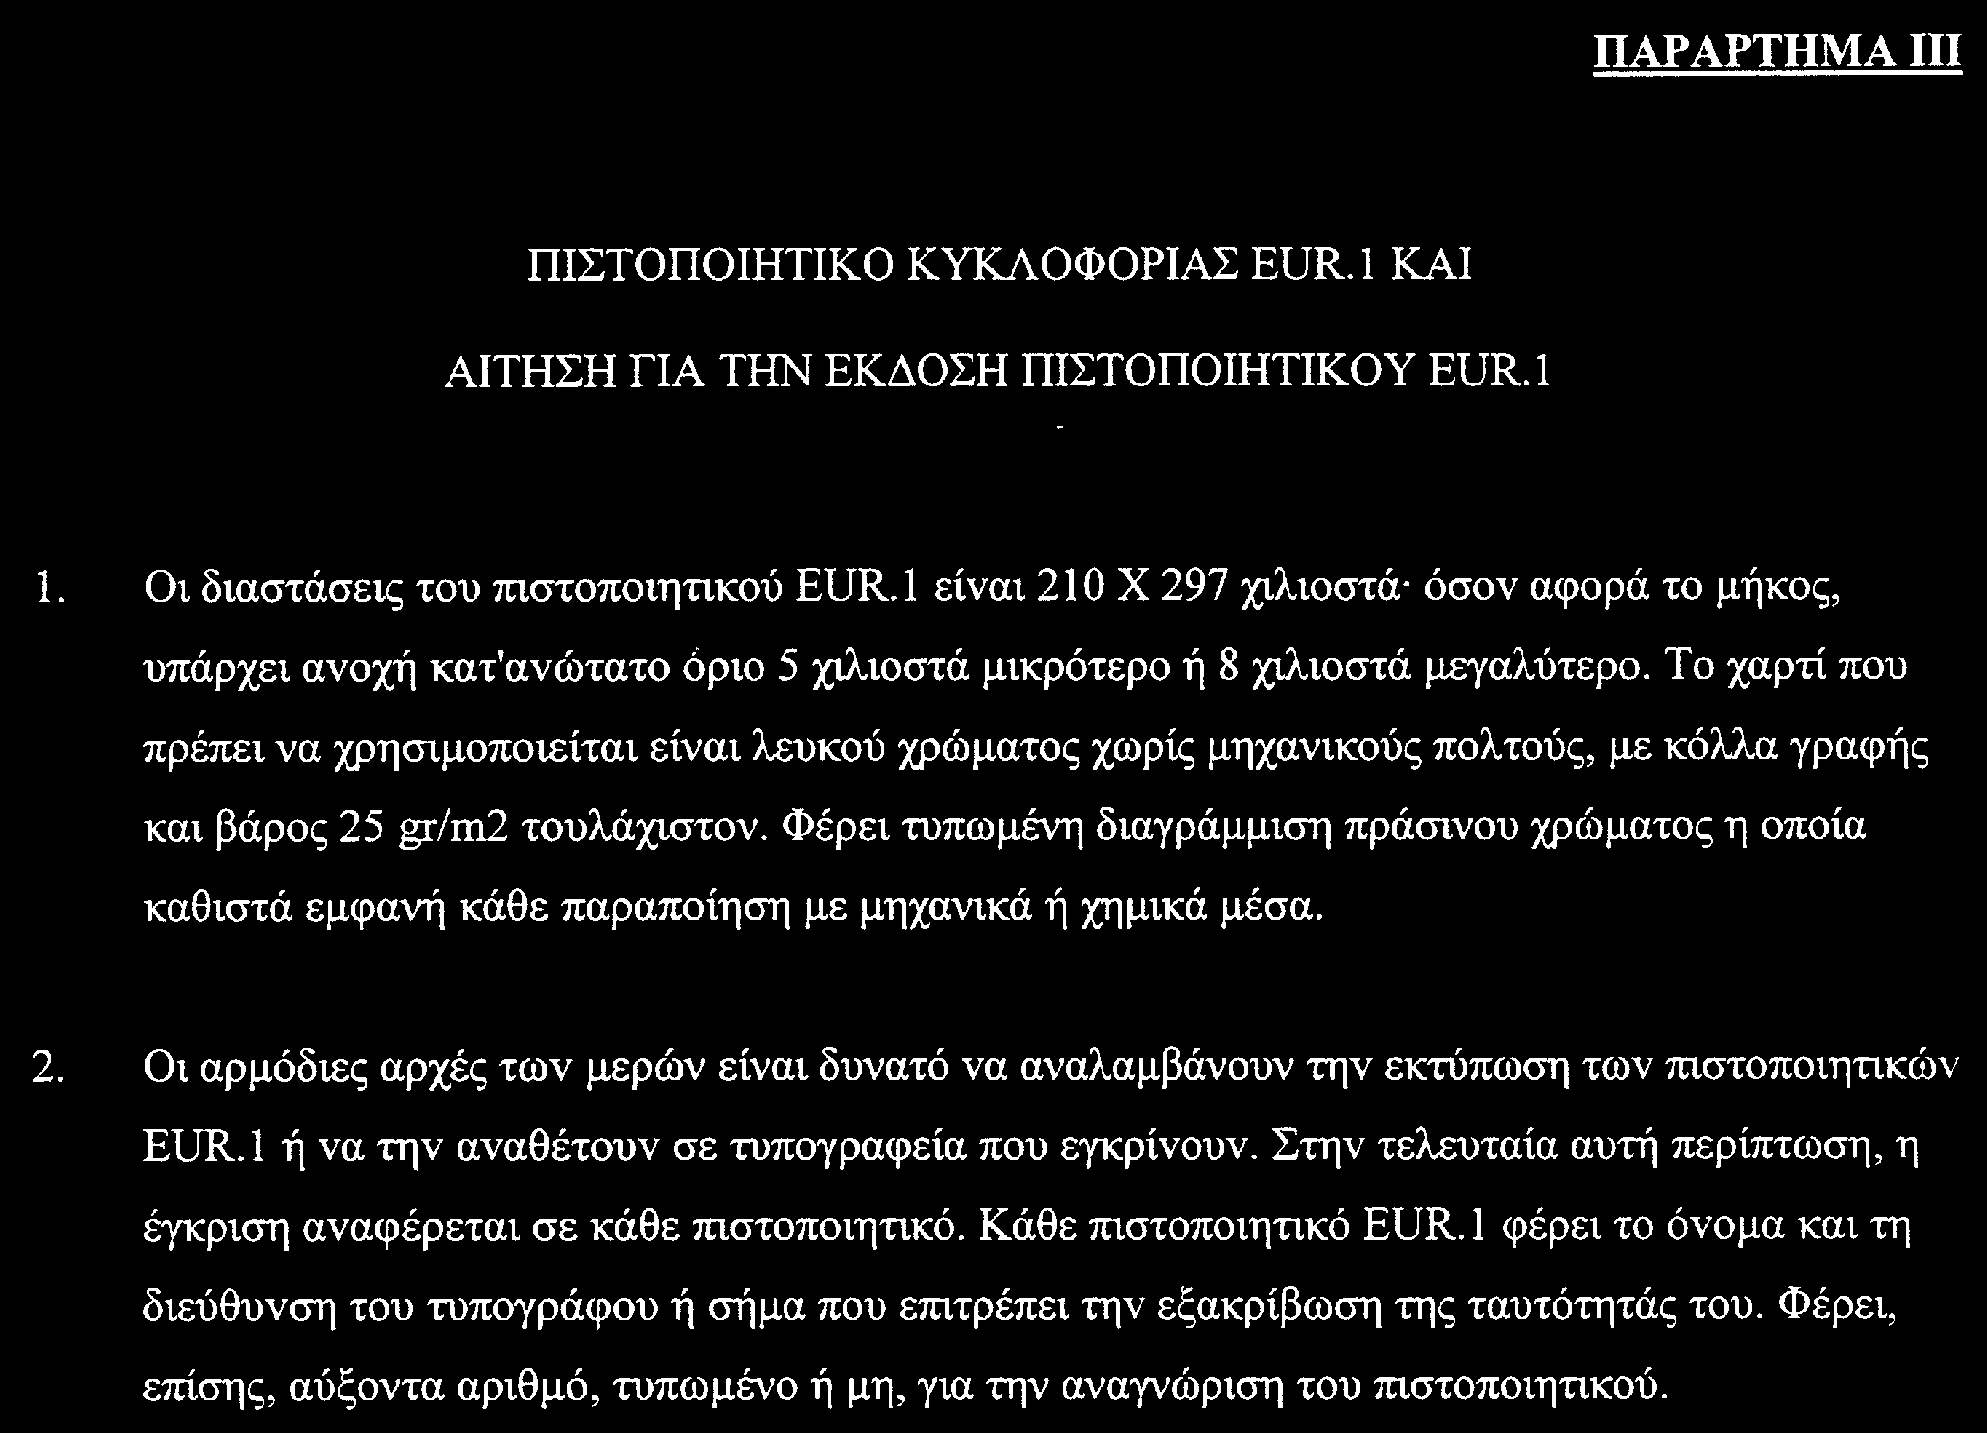 ΠΑΡΑΡΤΗΜΑ ΙΙΙ
ΠΙΣΤΟΠΟΙΗΤΙΚΟ ΚΥΚΛΟΦΟΡΙΑΣ EUR.1 ΚΑΙ
ΑΙΤΗΣΗ ΓΙΑ ΤΗΝ ΕΚΔΟΣΗ ΠΙΣΤΟΠΟΙΗΤΙΚΟΥ EUR.1
1. Οι διαστάσεις του πιστοποιητικού EUR.1 είναι 210 Χ 297 χιλιοστά· όσον αφορά το μήκος,
υπάρχει ανοχή κατ'ανώτατο όριο 5 χιλιοστά μικρότερο ή 8 χιλιοστά μεγαλύτερο. Το χαρτί που
πρέπει να χρησιμοποιείται είναι λευκού χρώματος χωρίς μηχανικούς πολτούς, με κόλλα γραφής
και βάρος 25 gr/m2 τουλάχιστον. Φέρει τυπωμένη διαγράμμιση πράσινου χρώματος η οποία
καθιστά εμφανή κάθε παραποίηση με μηχανικά ή χημικά μέσα.
2. Οι αρμόδιες αρχές των μερών είναι δυνατό να αναλαμβάνουν την εκτύπωση των πιστοποιητικών
EUR.1 ή να την αναθέτουν σε τυπογραφεία που εγκρίνουν. Στην τελευταία αυτή περίπτωση, η
έγκριση αναφέρεται σε κάθε πιστοποιητικό. Κάθε πιστοποιητικό EUR.1 φέρει το όνομα και τη
διεύθυνση του τυπογράφου ή σήμα που επιτρέπει την εξακρίβωση της ταυτότητάς του. Φέρει,
επίσης, αύξοντα αριθμό, τυπωμένο ή μη, για την αναγνώριση του πιστοποιητικού.